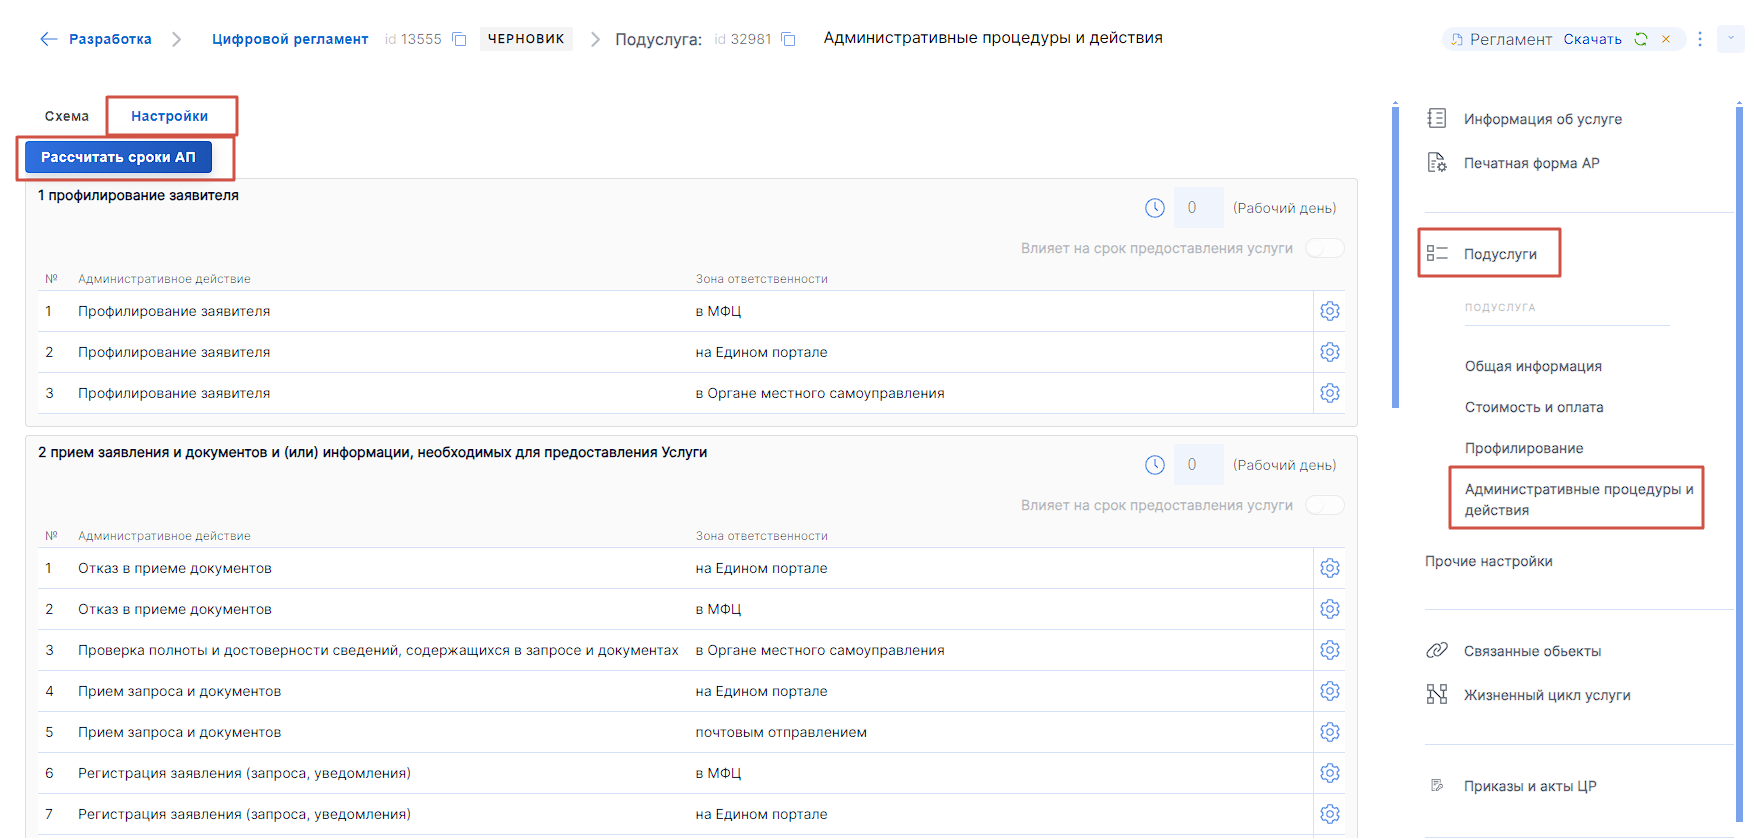 Разработка
Цифровой регламент id 13555 ЧЕРНОВИК
Подуслуга: id 32981 Административные процедуры и действия
Регламент Скачать
Схема Настройки
Рассчитать сроки АП
1 профилирование заявителя
0 (Рабочий день)
Влияет на срок предоставления услуги
№ Административное действие Зона ответственности
1 Профилирование заявителя в МФЦ
2 Профилирование заявителя на Едином портале
3 Профилирование заявителя в Органе местного самоуправления
2 прием заявления и документов и (или) информации, необходимых для предоставления Услуги
0 (Рабочий день)
Влияет на срок предоставления услуги
№ Административное действие Зона ответственности
1 Отказ в приеме документов на Едином портале
2 Отказ в приеме документов в МФЦ
3 Проверка полноты и достоверности сведений, содержащихся в запросе и документах в Органе местного самоуправления
4 Прием запроса и документов на Едином портале
5 Прием запроса и документов почтовым отправлением
6 Регистрация заявления (запроса, уведомления) в МФЦ
7 Регистрация заявления (запроса, уведомления) на Едином портале
Информация об услуге
Печатная форма АР
Подуслуги
ПОДУСЛУГА
Общая информация
Стоимость и оплата
Профилирование
Административные процедуры и
действия
Прочие настройки
Связанные обьекты
Жизненный цикл услуги
Приказы и акты ЦР